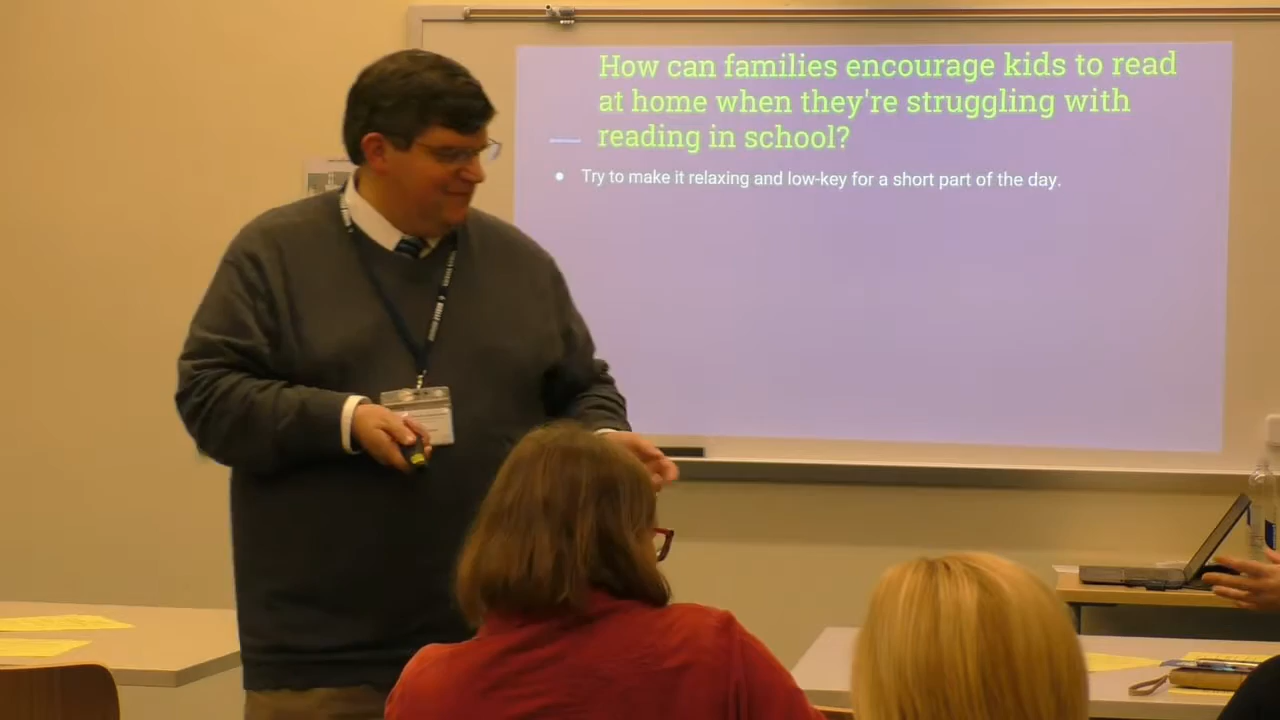 How can families encourage kids to read
at home when they're struggling with
reading in school?
● Try to make it relaxing and low-key for a short part of the day.